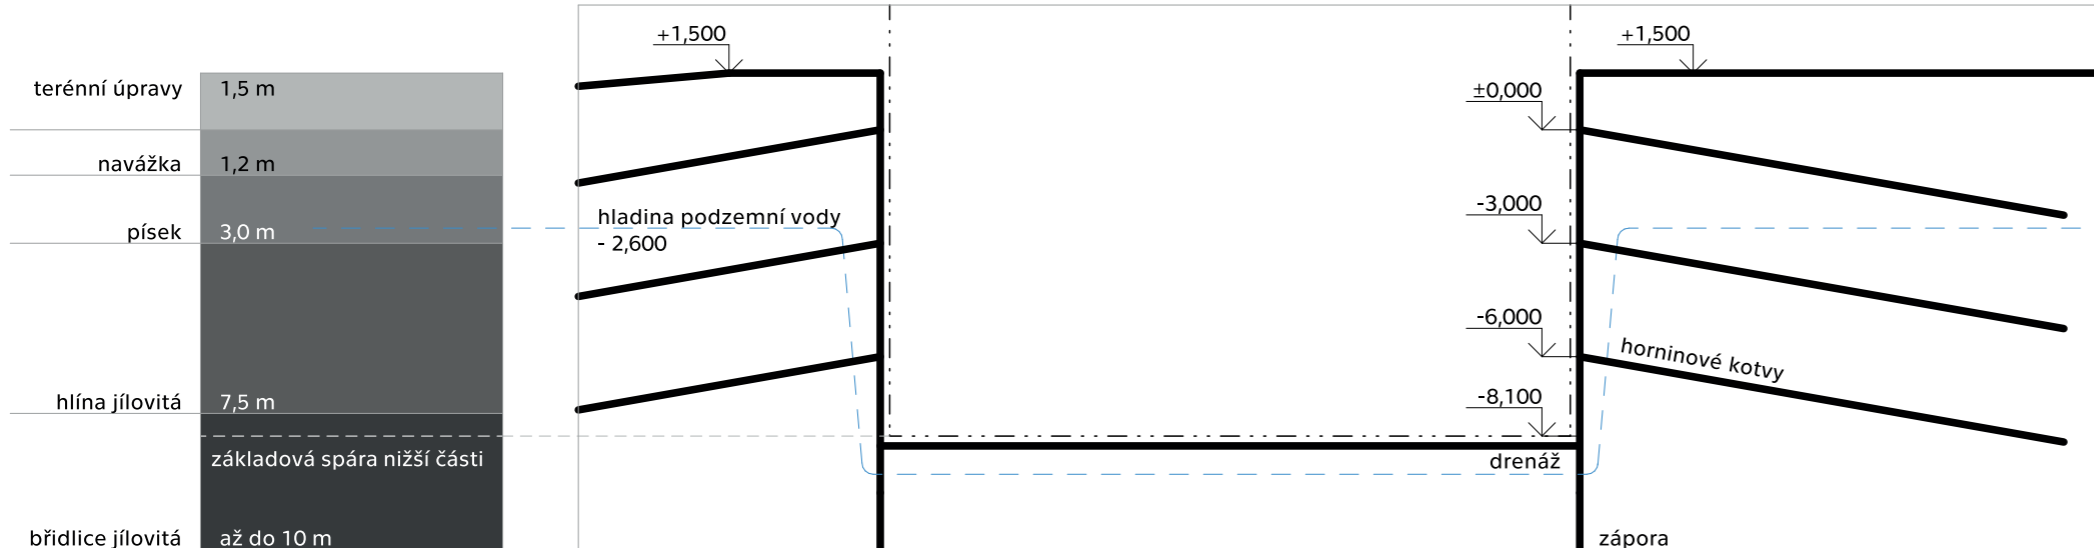 terénní úpravy
1,5 m
navážka
1,2 m
písek
3,0 m
hlína jílovitá
7,5 m
základová spára nižší části
břidlice jílovitá
až do 10 m
+1,500
hladina podzemní vody
- 2,600
+1,500
±0,000
-3,000
-6,000
horninové kotvy
-8,100
drenáž
zápora